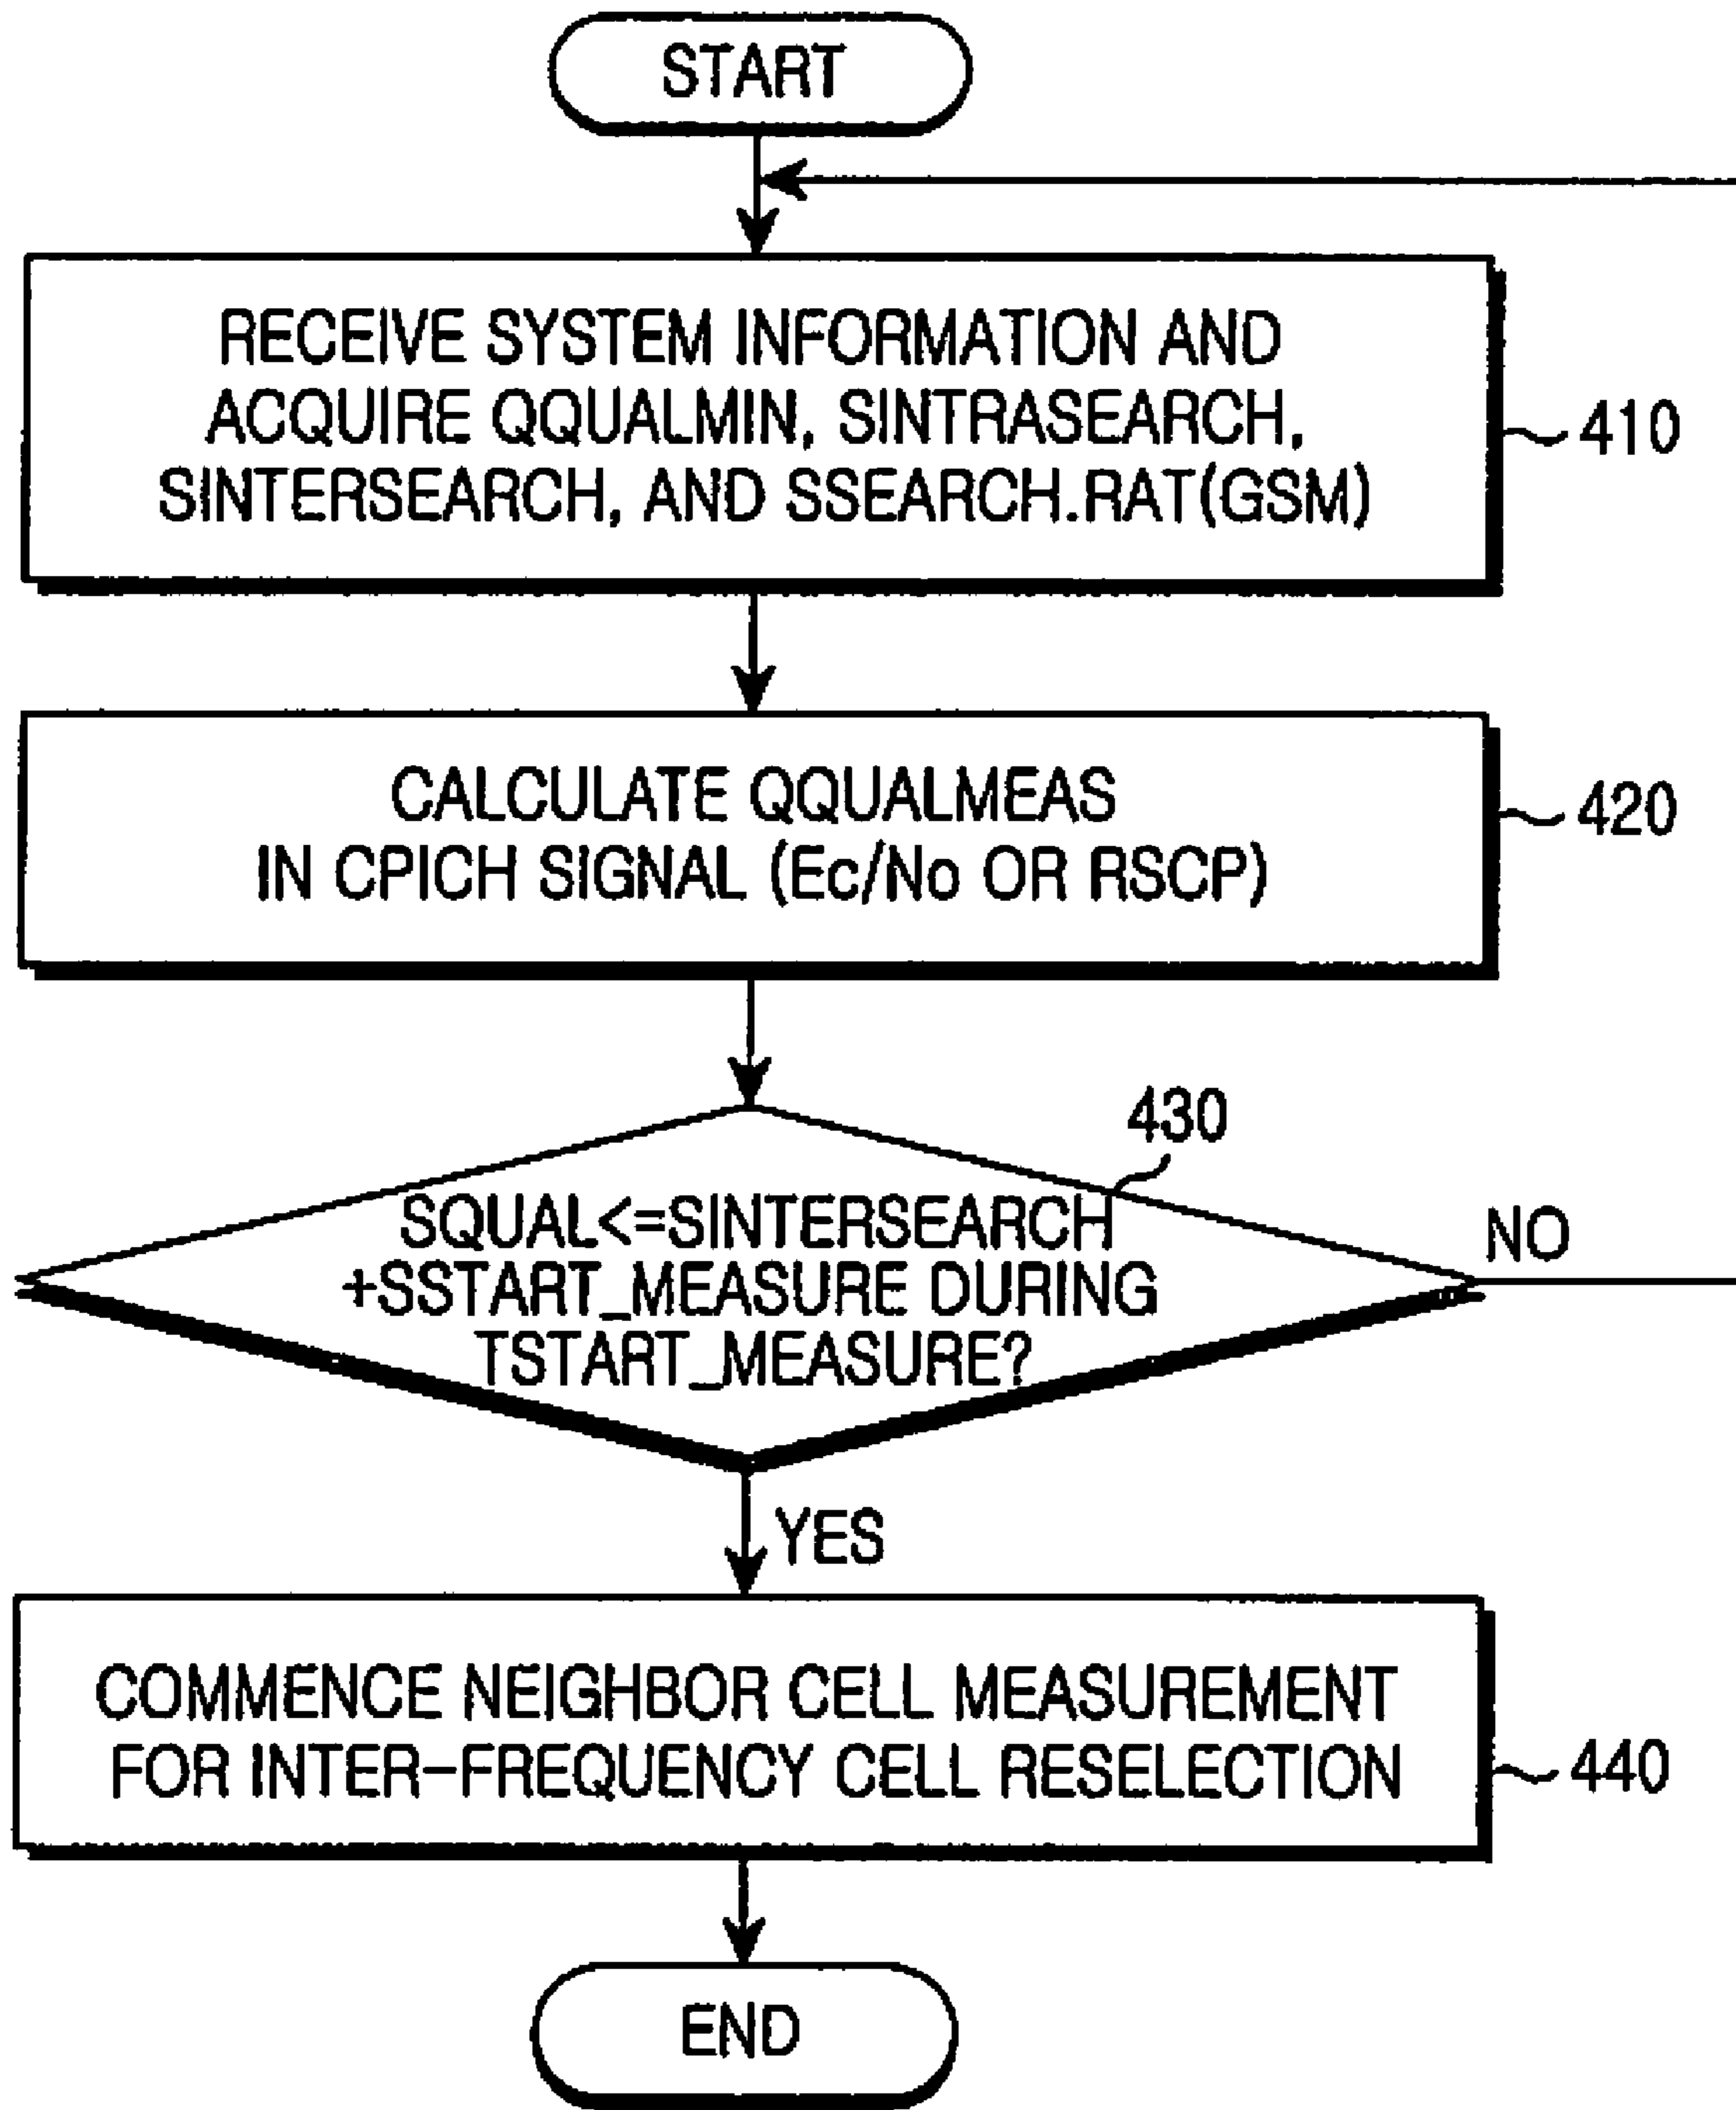 START
RECEIVE SYSTEM INFORMATION AND
ACQUIRE QQUALMIN, SINTRASEARCH,
SINTERSEARCH, AND SSEARCH.RAT(GSM)
410
CALCULATE QQUALMEAS
IN CPICH SIGNAL (Ec/No OR RSCP)
420
430
SQUAL<=SINTERSEARCH
+SSTART_MEASURE DURING
TSTART_MEASURE?
NO
YES
COMMENCE NEIGHBOR CELL MEASUREMENT
FOR INTER-FREQUENCY CELL RESELECTION
440
END